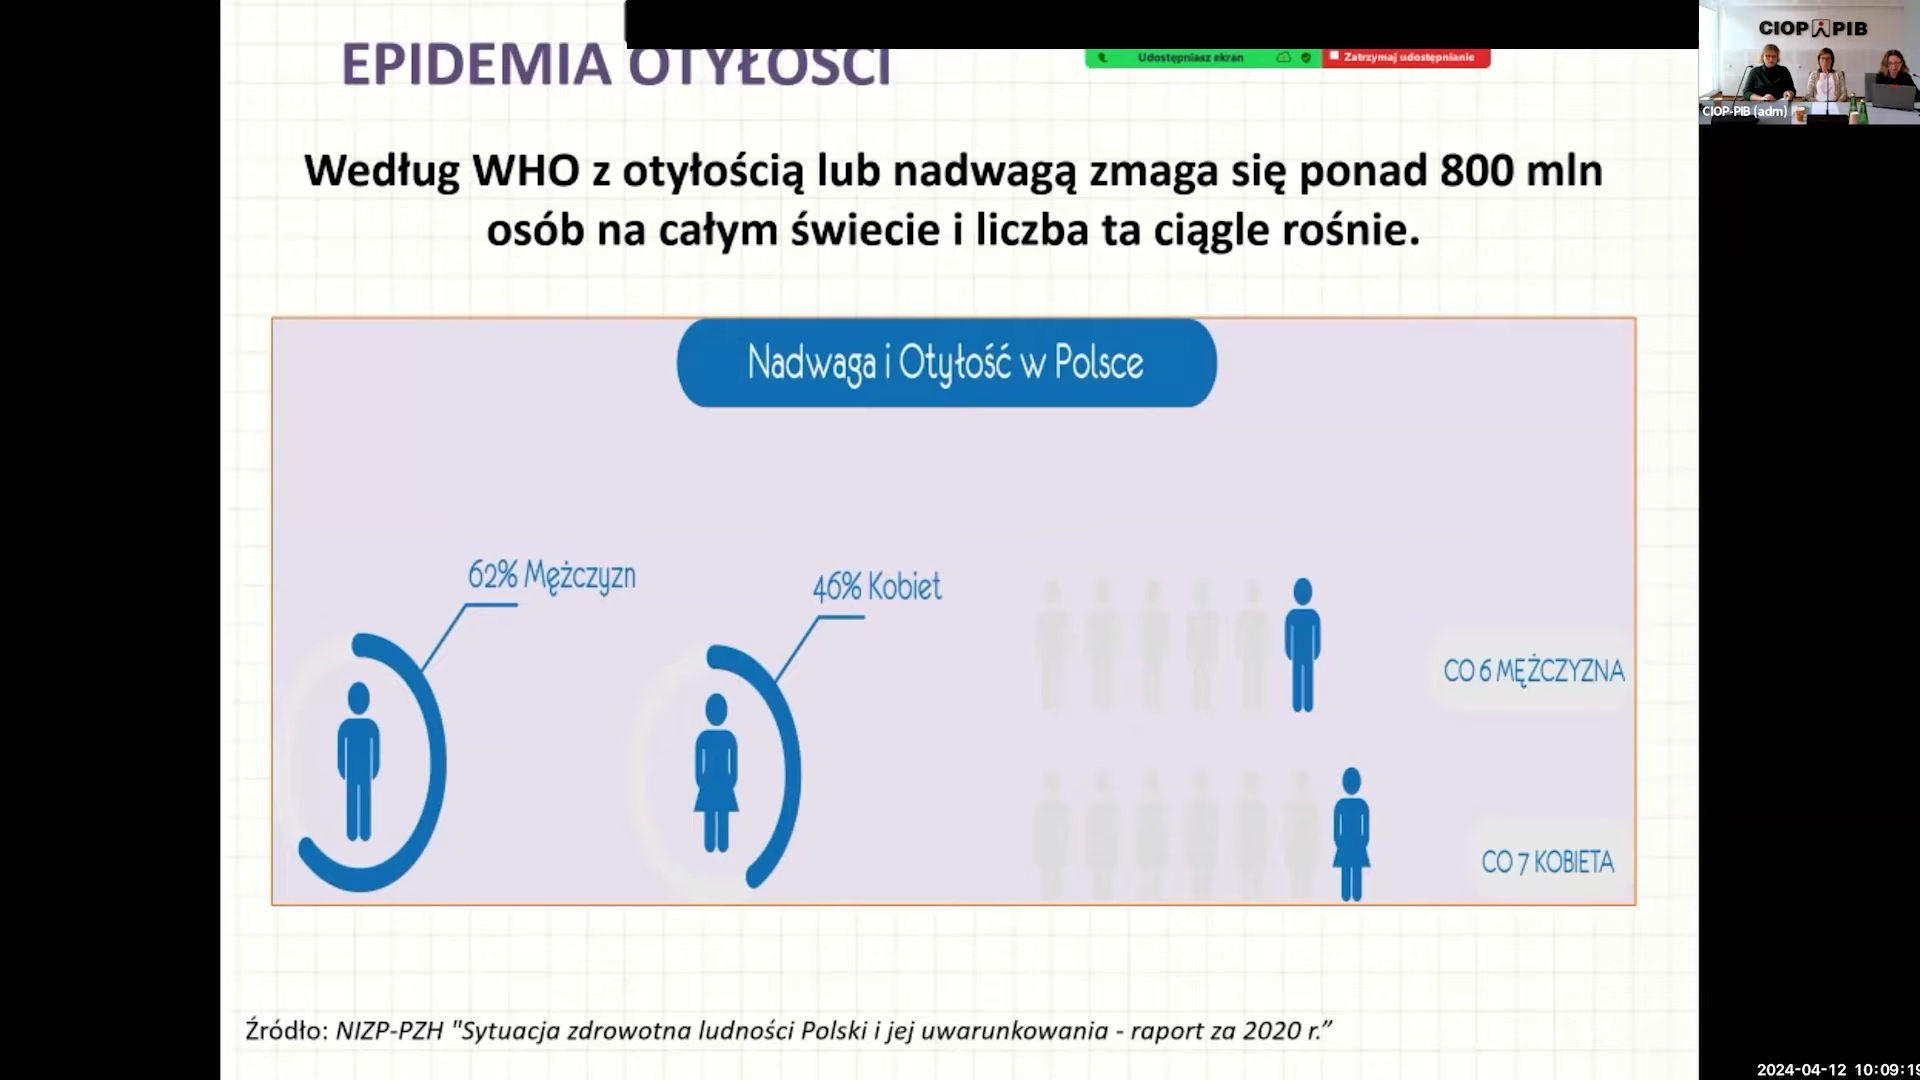 EPIDEMIA OTYŁOŚCI
Udostępniasz ekran
Zatrzymaj udostępnianie
CIOP PIB
CIOP-PIB (adm)
Według WHO z otyłością lub nadwagą zmaga się ponad 800 mln
osób na całym świecie i liczba ta ciągle rośnie.
Nadwaga i Otyłość w Polsce
62% Mężczyzn
46% Kobiet
CO 6 MĘŻCZYZNA
CO 7 KOBIETA
Źródło: NIZP-PZH "Sytuacja zdrowotna ludności Polski i jej uwarunkowania - raport za 2020 r.”
2024-04-12 10:09:19